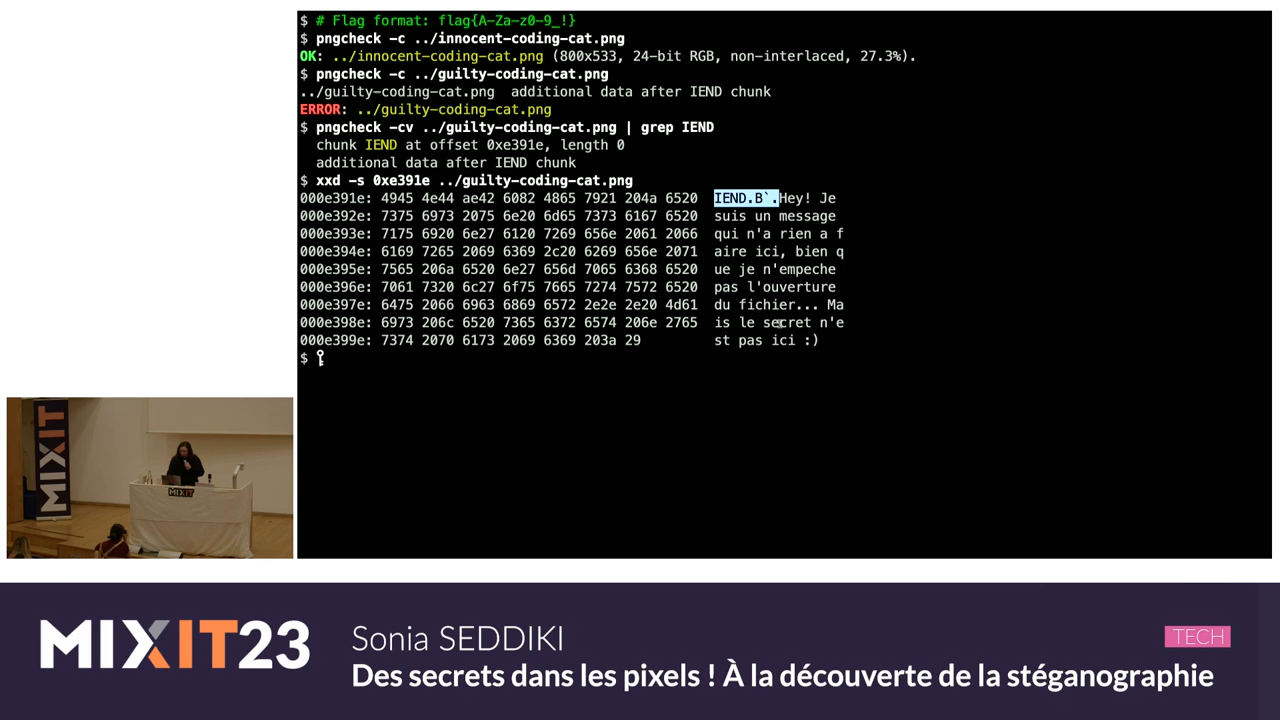 $ # Flag format: flag{A-Za-z0-9_!}
$ pngcheck -c ../innocent-coding-cat.png
OK: ../innocent-coding-cat.png (800x533, 24-bit RGB, non-interlaced, 27.3%).
$ pngcheck -c ../guilty-coding-cat.png
../guilty-coding-cat.png  additional data after IEND chunk
ERROR: ../guilty-coding-cat.png
$ pngcheck -cv ../guilty-coding-cat.png | grep IEND
  chunk IEND at offset 0xe391e, length 0
  additional data after IEND chunk
$ xxd -s 0xe391e ../guilty-coding-cat.png
000e391e: 4945 4e44 ae42 6082 4865 7921 204a 6520  IEND.B`.Hey! Je
000e392e: 7375 6973 2075 6e20 6d65 7373 6167 6520  suis un message
000e393e: 7175 6920 6e27 6120 7269 656e 2061 2066  qui n'a rien a f
000e394e: 6169 7265 2069 6369 2c20 6269 656e 2071  aire ici, bien q
000e395e: 7565 206a 6520 6e27 656d 7065 6368 6520  ue je n'empeche
000e396e: 7061 7320 6c27 6f75 7665 7274 7572 6520  pas l'ouverture
000e397e: 6475 2066 6963 6869 6572 2e2e 2e20 4d61  du fichier... Ma
000e398e: 6973 206c 6520 7365 6372 6574 206e 2765  is le secret n'e
000e399e: 7374 2070 6173 2069 6369 203a 29  st pas ici :)
$
MIXIT
MIXIT
MIXIT23
Sonia SEDDIKI
TECH
Des secrets dans les pixels ! À la découverte de la stéganographie